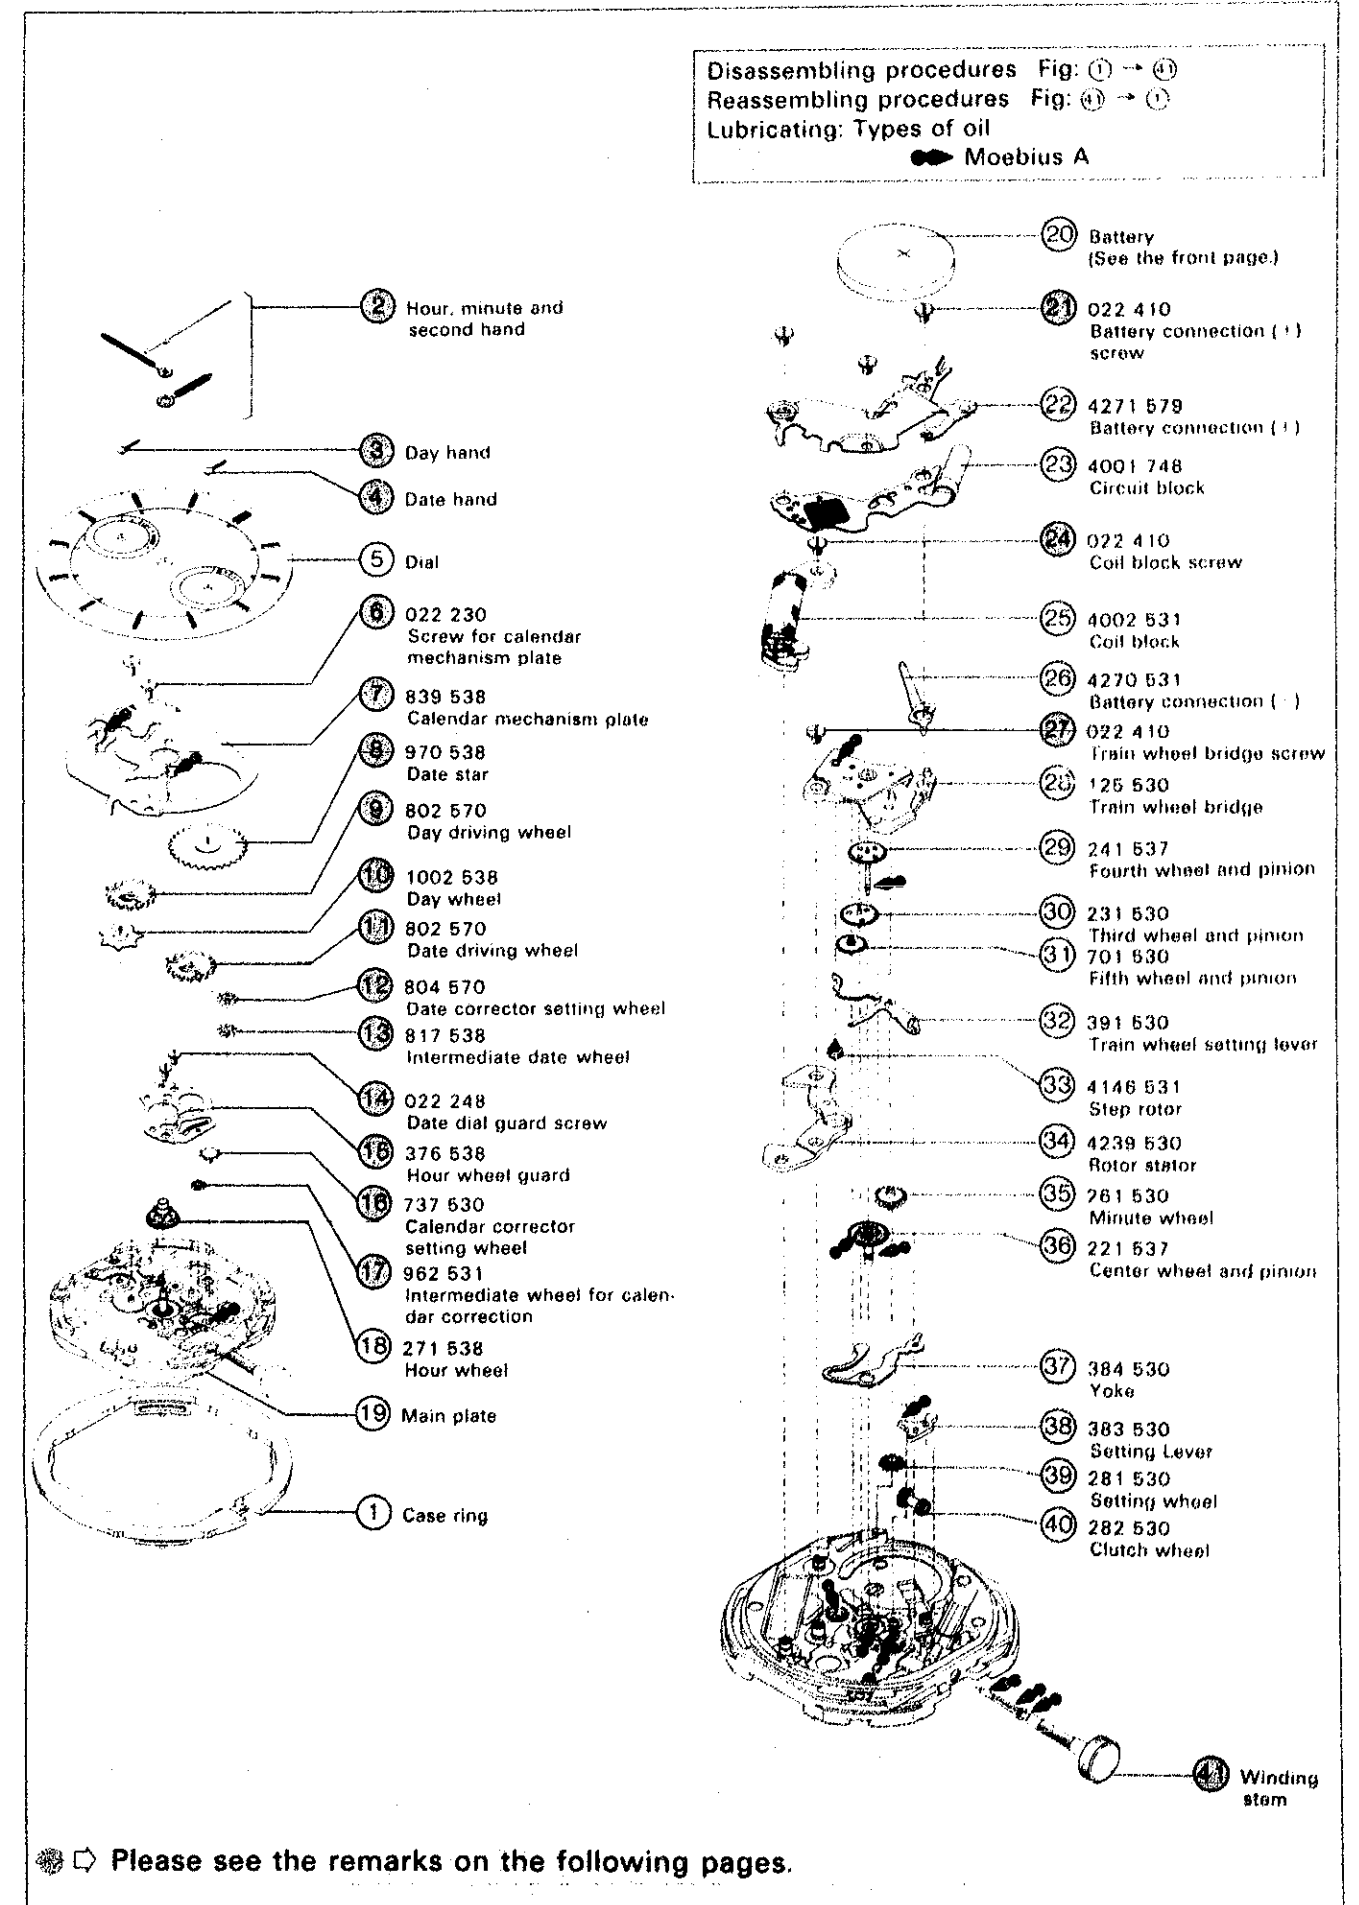 Disassembling procedures Fig: ① → ㊶
Reassembling procedures Fig: ㊶ → ①
Lubricating: Types of oil
Moebius A
2 Hour, minute and
second hand
3 Day hand
4 Date hand
5 Dial
6 022 230
Screw for calendar
mechanism plate
7 839 538
Calendar mechanism plate
8 970 538
Date star
9 802 570
Day driving wheel
10 1002 538
Day wheel
11 802 570
Date driving wheel
12 804 570
Date corrector setting wheel
13 817 538
Intermediate date wheel
14 022 248
Date dial guard screw
15 376 538
Hour wheel guard
16 737 530
Calendar corrector
setting wheel
17 962 531
Intermediate wheel for calen-
dar correction
18 271 538
Hour wheel
19 Main plate
1 Case ring
20 Battery
(See the front page.)
21 022 410
Battery connection (+)
screw
22 4271 579
Battery connection (+)
23 4001 748
Circuit block
24 022 410
Coil block screw
25 4002 531
Coil block
26 4270 531
Battery connection (-)
27 022 410
Train wheel bridge screw
28 125 530
Train wheel bridge
29 241 537
Fourth wheel and pinion
30 231 530
Third wheel and pinion
31 701 530
Fifth wheel and pinion
32 391 530
Train wheel setting lever
33 4146 531
Step rotor
34 4239 530
Rotor stator
35 261 530
Minute wheel
36 221 537
Center wheel and pinion
37 384 530
Yoke
38 383 530
Setting Lever
39 281 530
Setting wheel
40 282 530
Clutch wheel
41 Winding
stem
Please see the remarks on the following pages.